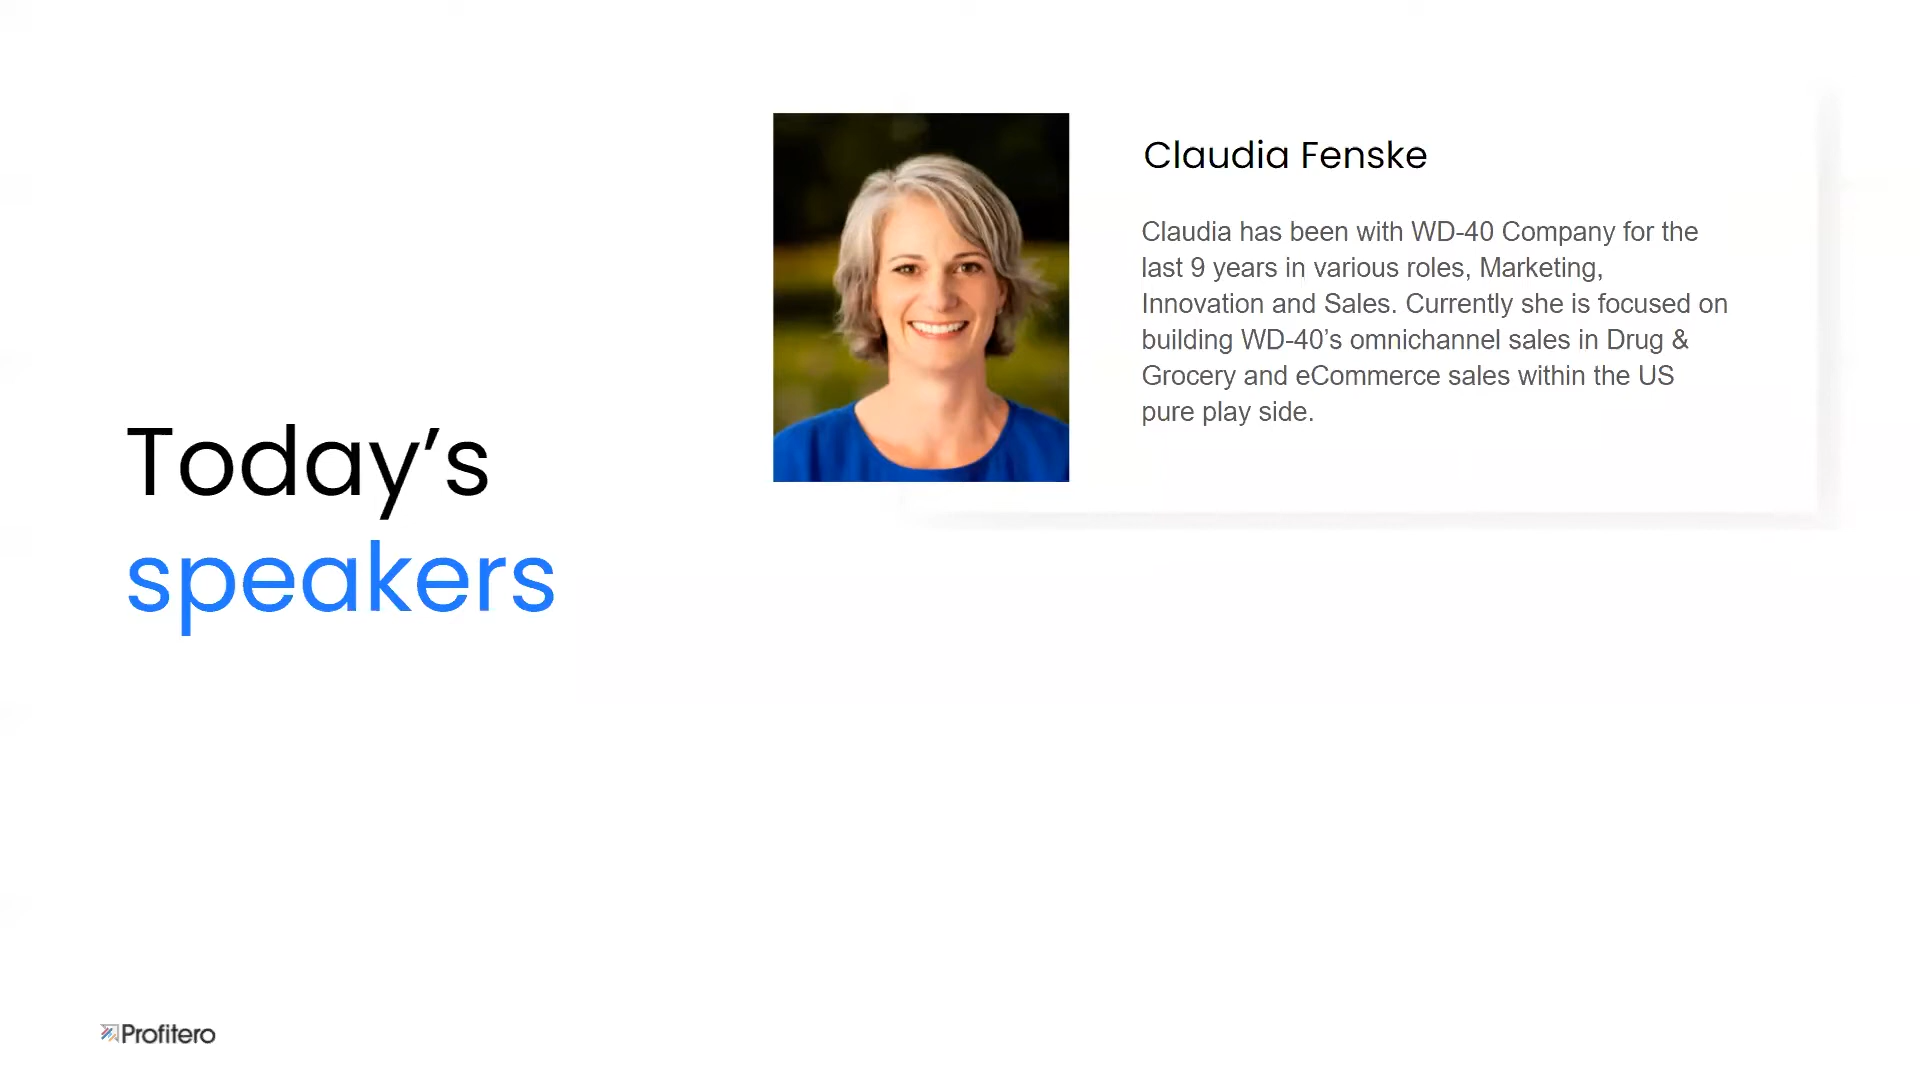 Today’s
speakers
Claudia Fenske
Claudia has been with WD-40 Company for the
last 9 years in various roles, Marketing,
Innovation and Sales. Currently she is focused on
building WD-40’s omnichannel sales in Drug &
Grocery and eCommerce sales within the US
pure play side.
Profitero